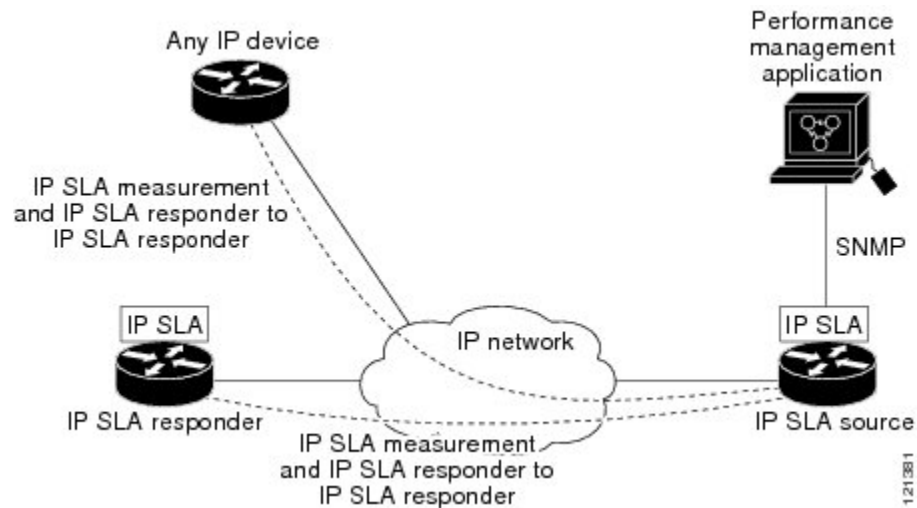 Any IP device
Performance
management
application
IP SLA measurement
and IP SLA responder to
IP SLA responder
SNMP
IP SLA
IP network
IP SLA
IP SLA responder
IP SLA source
IP SLA measurement
and IP SLA responder to
IP SLA responder
121381